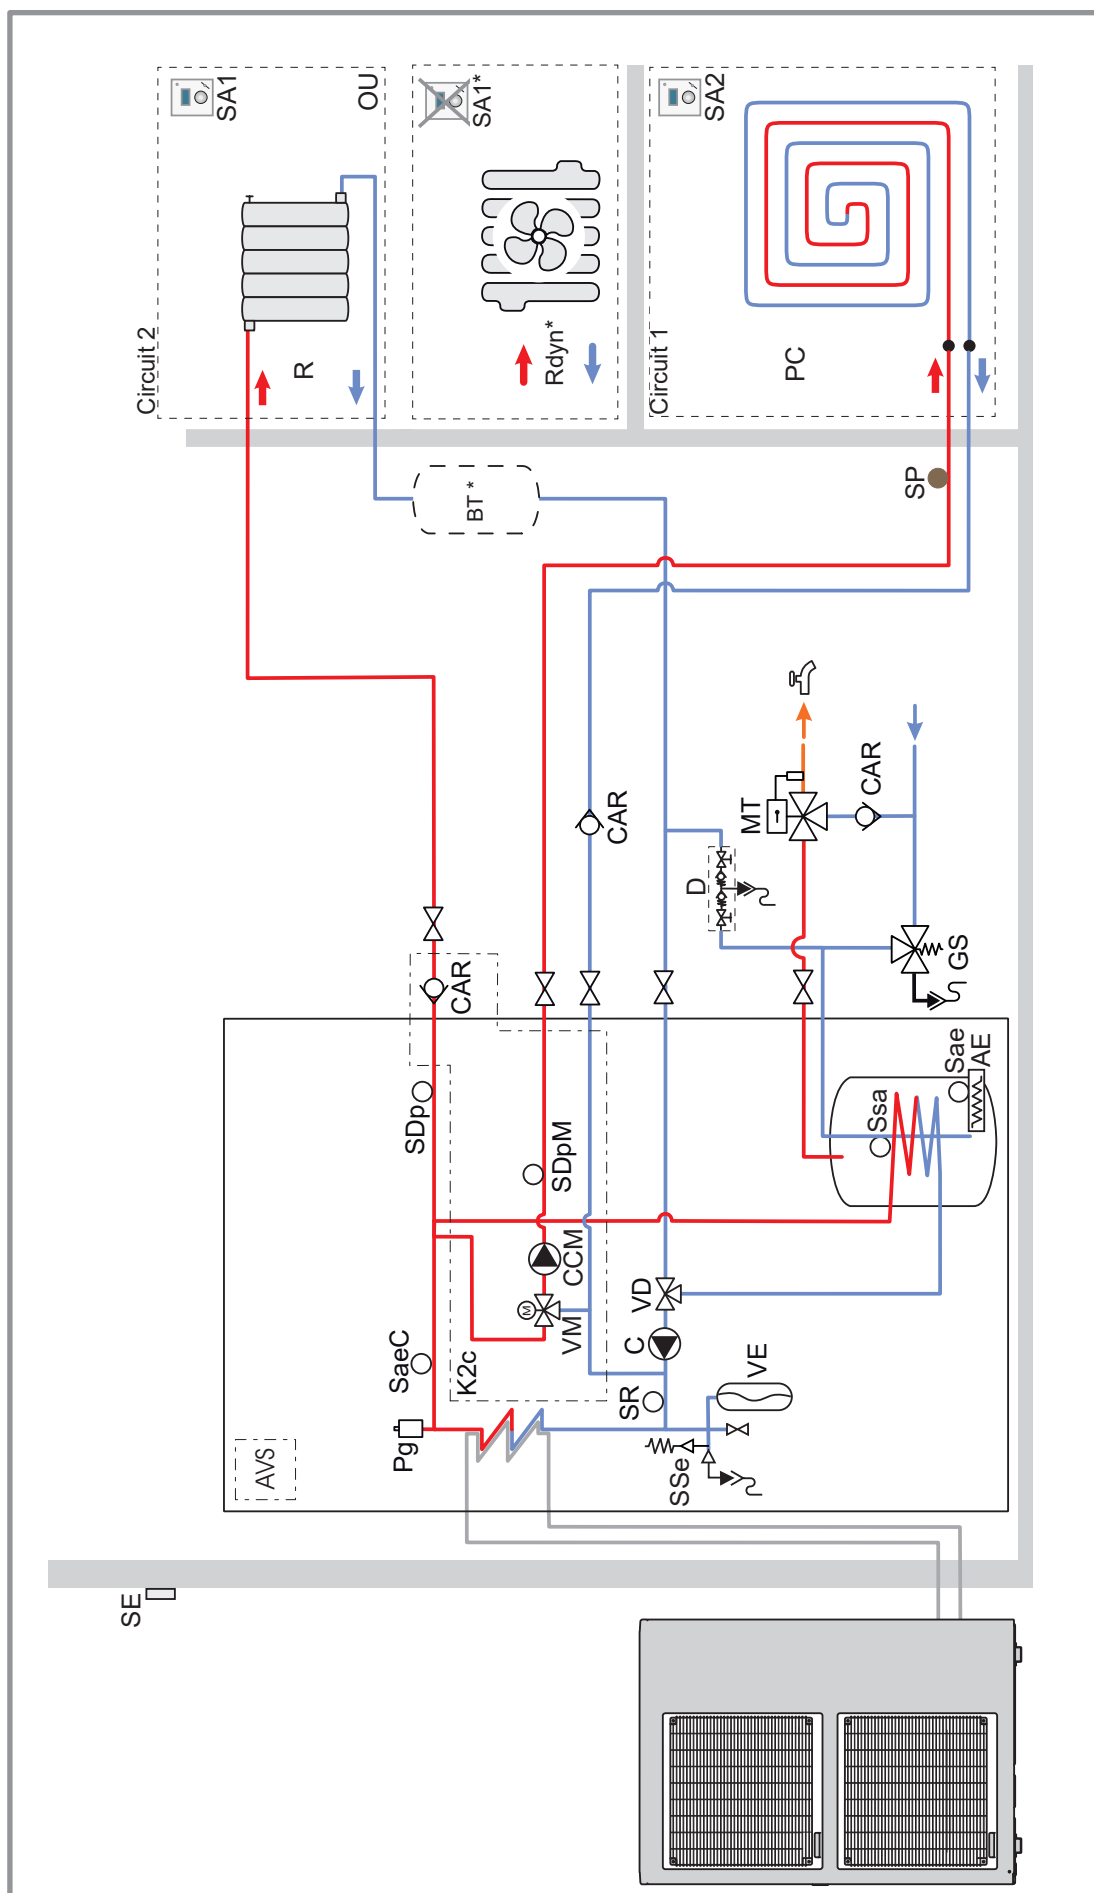 SE
AVS
Pg
SaeC
K2c
SDp
CAR
Circuit 2
R
SA1
OU
SA1*
Rdyn*
BT *
M
VM
CCM
SDpM
CAR
SR
C
VD
SSe
VE
D
MT
CAR
GS
Ssa
Sae
AE
SP
Circuit 1
PC
SA2